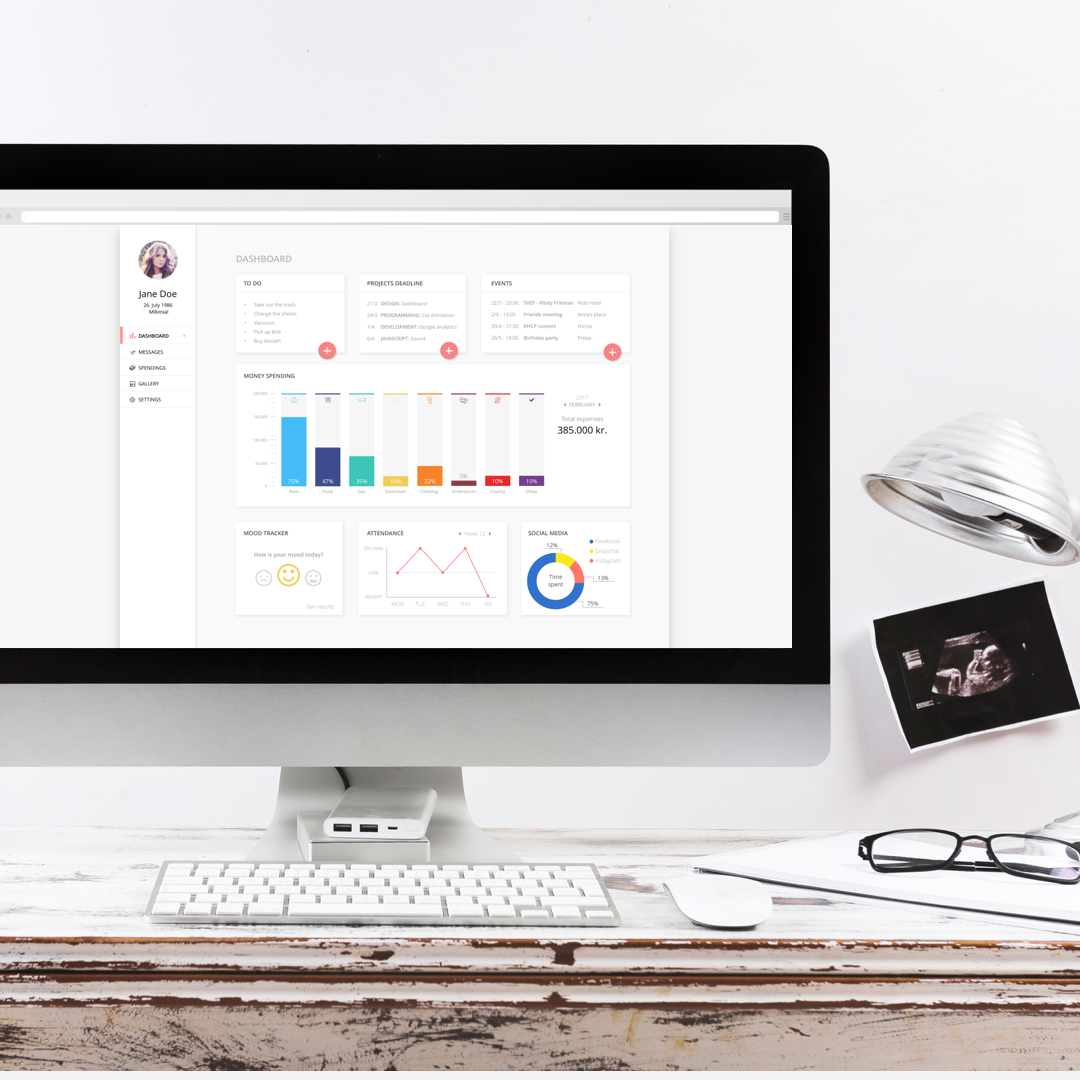 DASHBOARD
Jane Doe
26. July 1986
Millenial
DASHBOARD
MESSAGES
SPENDINGS
GALLERY
SETTINGS
TO DO
Take out the trash
Change the sheets
Vaccuum
Pick up Bob
PROJECTS DEADLINE
21/3 DESIGN: Dashboard
24/3 PROGRAMMING: Css Animation
1/4 DEVELOPMENT: Google analytics
6/4 JAVASCRIPT: Sound
EVENTS
22/3 - 20:00 SVEF - Vitaly Frieman Alda Hotel
2/4 - 19:00 Friends meeting Anna's place
20/4 - 21:30 RHCP concert Harpa
28/5 - 18:00 Birthday party
MONEY SPENDING
200.000
150.000
100.000
50.000
0
75% 47% 35% 10% 22% 5% 10% 10%
Rent Food Gas Essentials Clothing Entertainm. Charity Other
2017
FEBRUARY
Total expenses
385.000 kr.
MOOD TRACKER
How is your mood today?
See results
ATTENDANCE Week 12
On time
Late
Absent
MON TUE WED THU FRI
SOCIAL MEDIA
Facebook
Snapchat
Instagram
12%
13%
75%
Time
spent